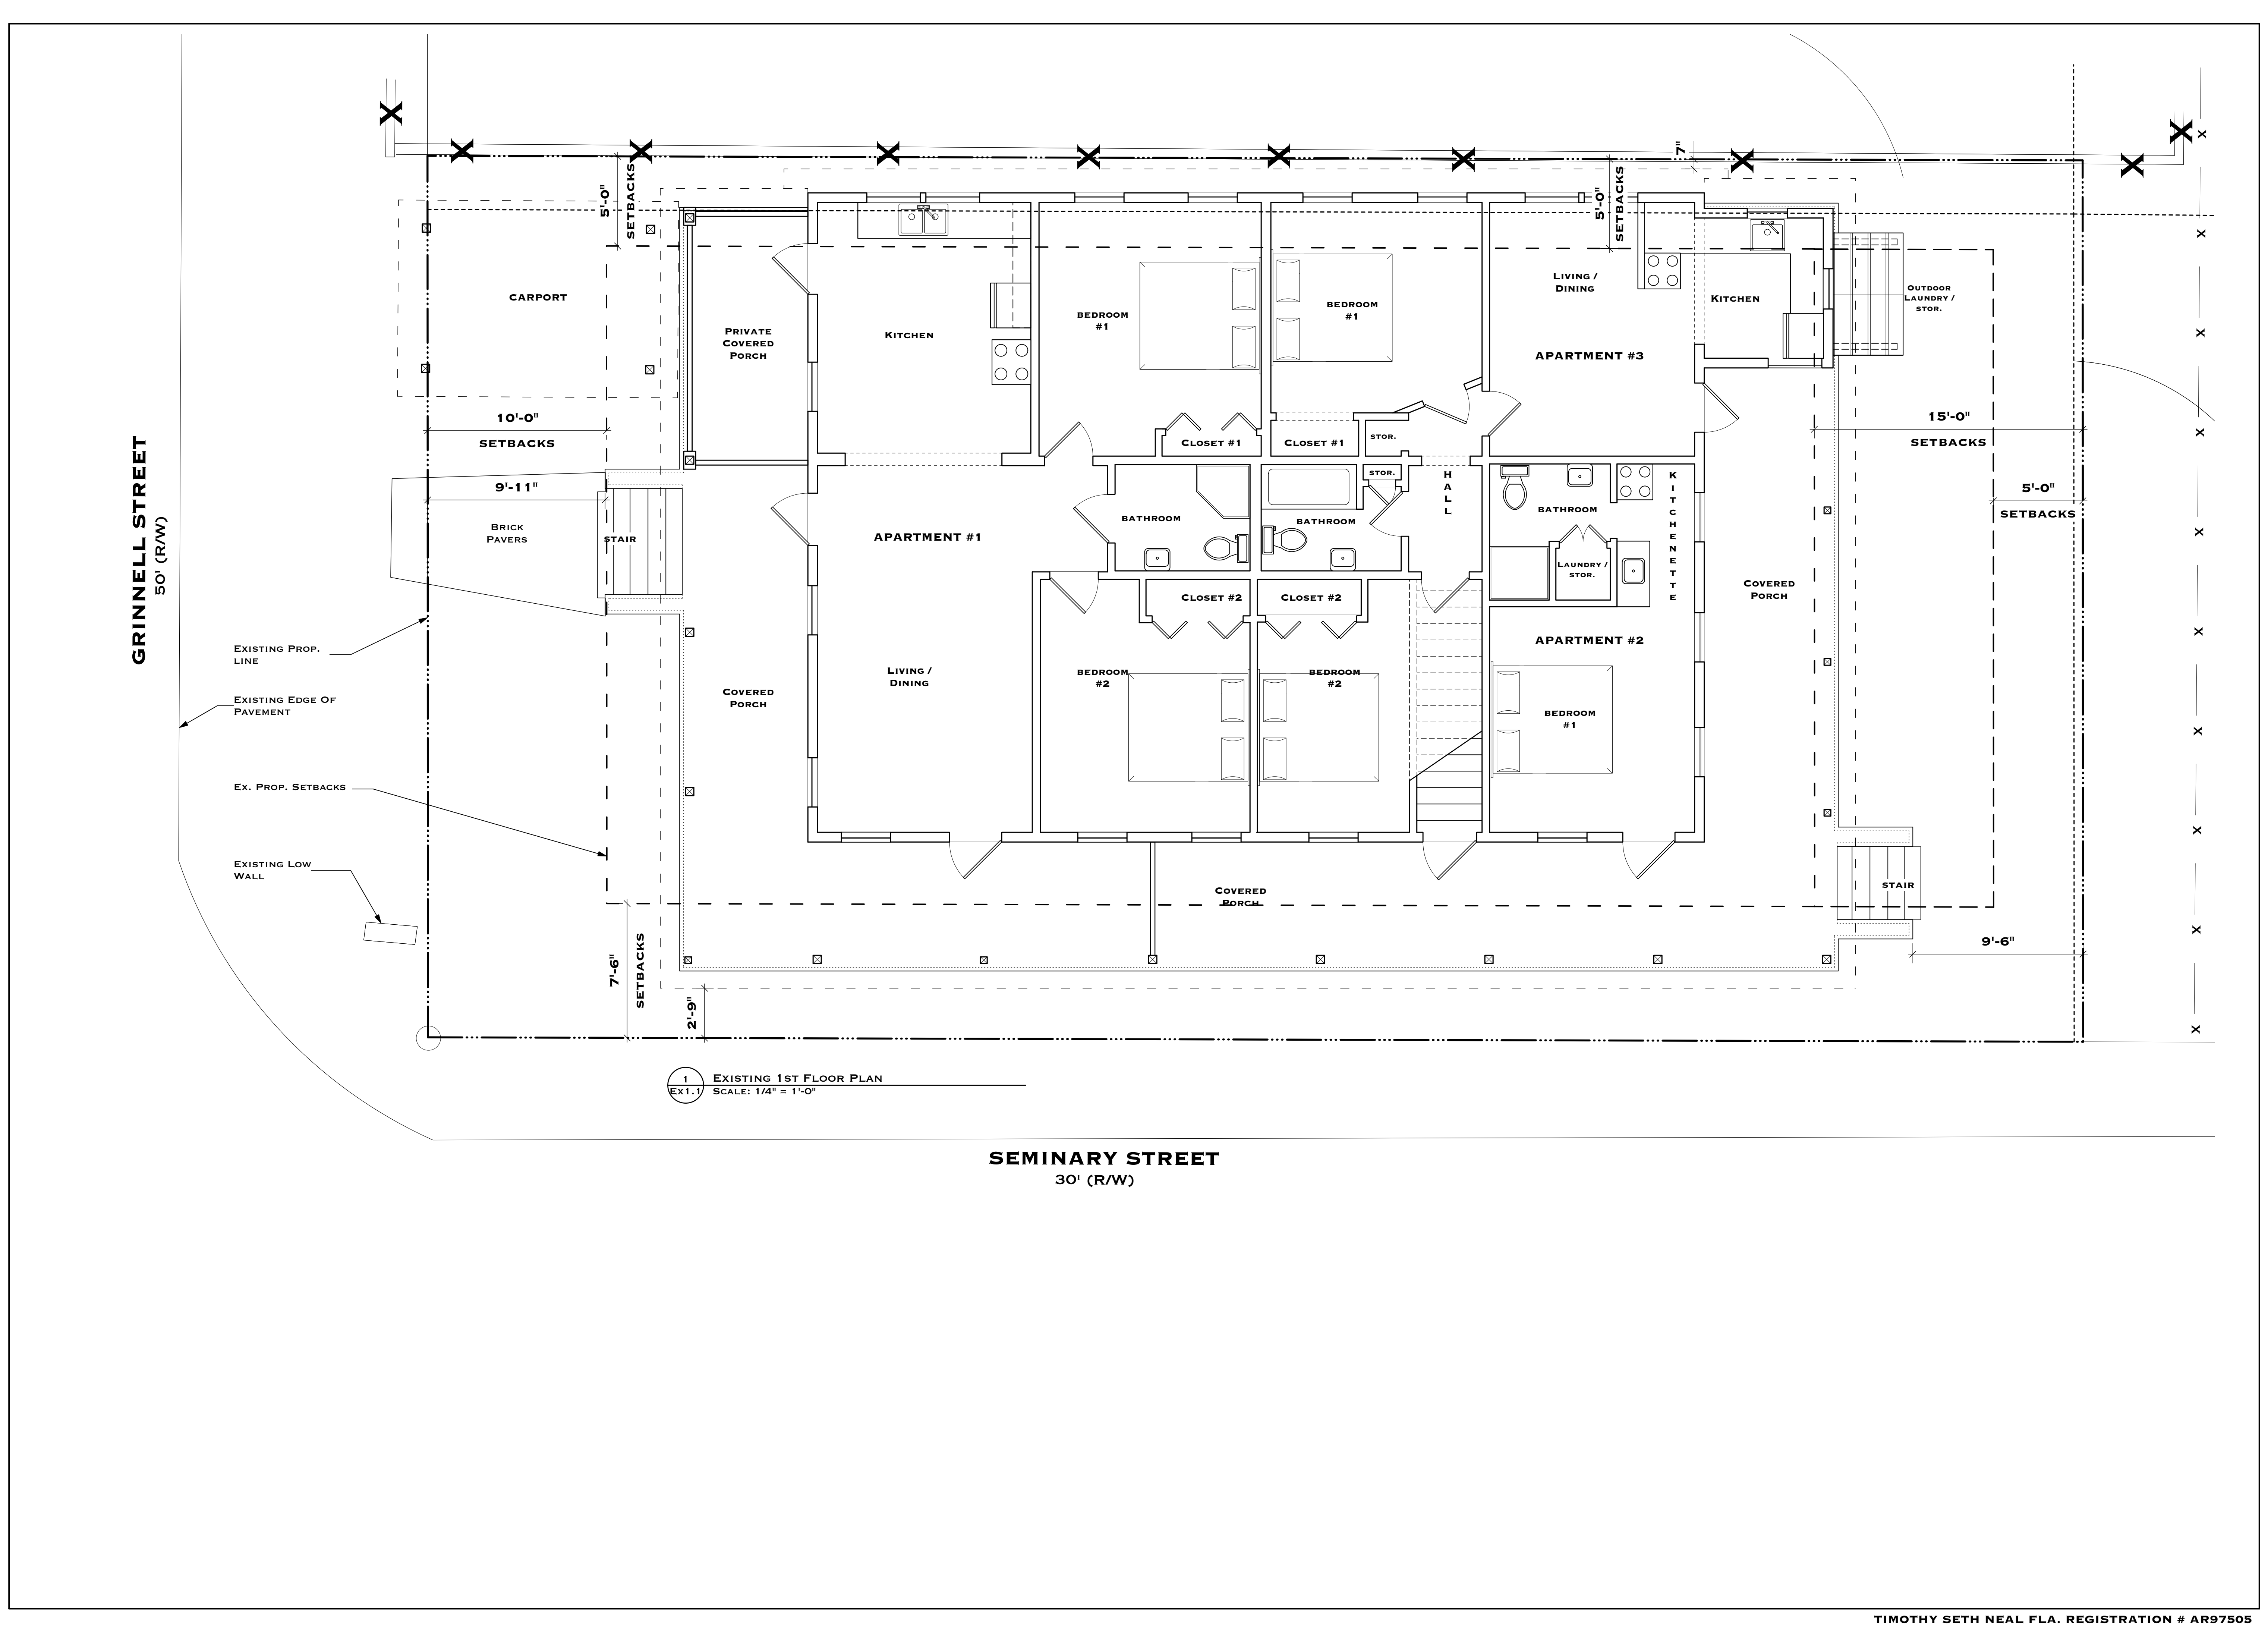 7"
5'-0"
SETBACKS
5'-0"
SETBACKS
CARPORT
PRIVATE
COVERED
PORCH
KITCHEN
BEDROOM
#1
BEDROOM
#1
LIVING /
DINING
APARTMENT #3
KITCHEN
OUTDOOR
LAUNDRY /
STOR.
10'-0"
SETBACKS
15'-0"
SETBACKS
CLOSET #1
CLOSET #1
STOR.
STOR.
H
A
L
L
9'-11"
BRICK
PAVERS
STAIR
APARTMENT #1
BATHROOM
BATHROOM
BATHROOM
K
I
T
C
H
E
N
E
T
T
E
LAUNDRY /
STOR.
5'-0"
SETBACKS
GRINNELL STREET
50' (R/W)
CLOSET #2
CLOSET #2
COVERED
PORCH
APARTMENT #2
EXISTING PROP.
LINE
EXISTING EDGE OF
PAVEMENT
COVERED
PORCH
LIVING /
DINING
BEDROOM
#2
BEDROOM
#2
BEDROOM
#1
EX. PROP. SETBACKS
EXISTING LOW
WALL
COVERED
PORCH
STAIR
9'-6"
7'-6"
SETBACKS
2'-9"
X
X
X
X
X
X
X
X
X
X
1
EX1.1
EXISTING 1ST FLOOR PLAN
SCALE: 1/4" = 1'-0"
SEMINARY STREET
30' (R/W)
TIMOTHY SETH NEAL FLA. REGISTRATION # AR97505